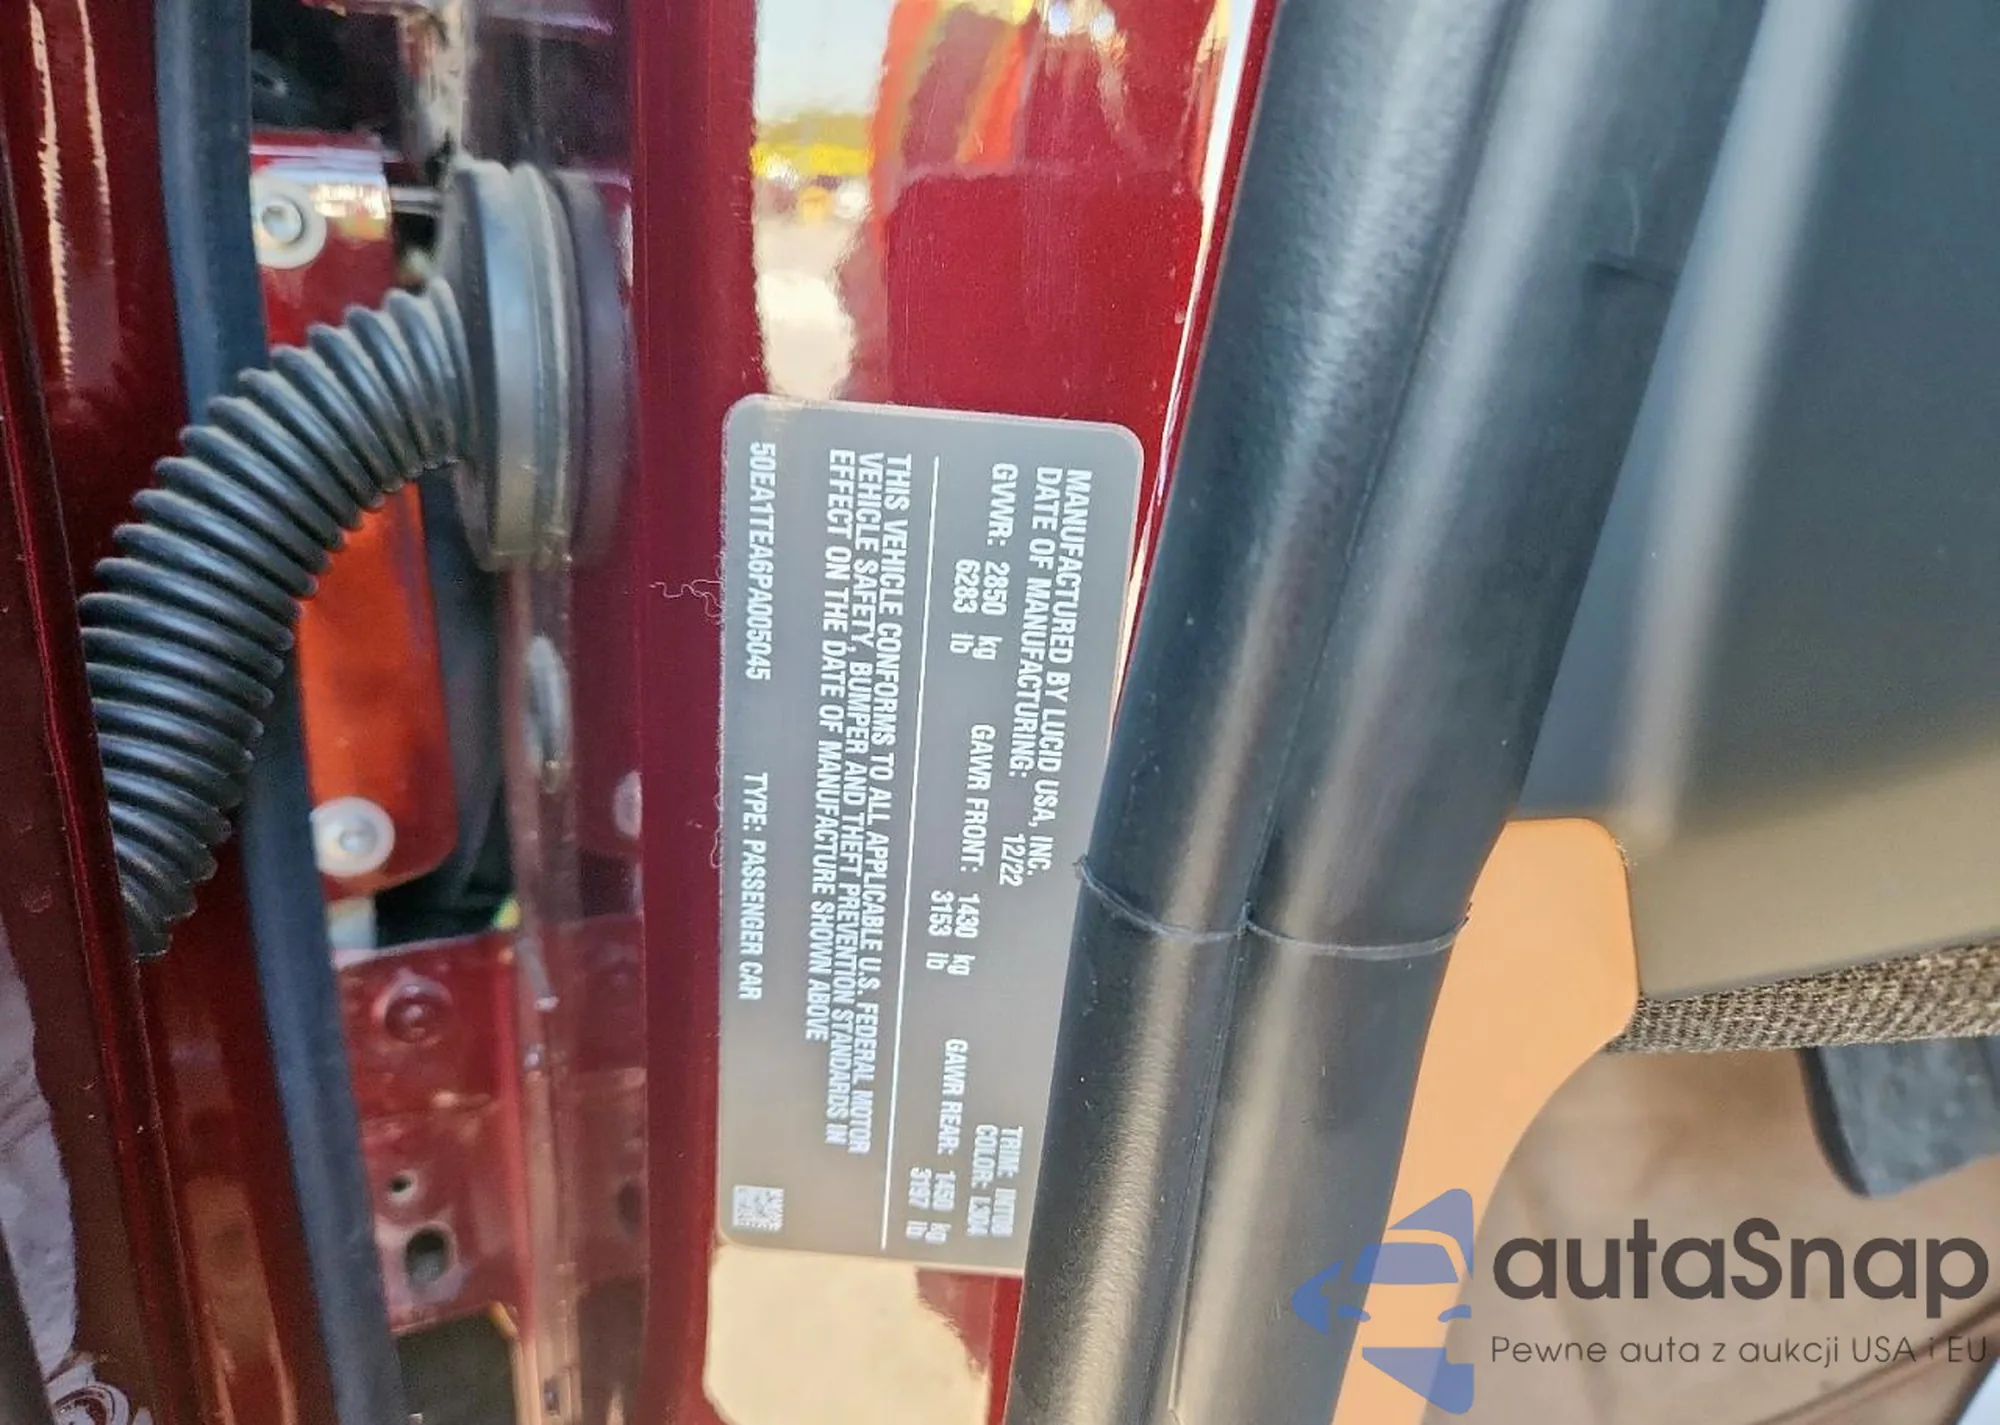 MANUFACTURED BY LUCID USA, INC.
DATE OF MANUFACTURING: 12/22
GVWR: 2850 kg GAWR FRONT: 1430 kg GAWR REAR: 1450 kg
6283 lb 3153 lb 3197 lb
TRIM:
COLOR:
THIS VEHICLE CONFORMS TO ALL APPLICABLE U.S. FEDERAL MOTOR
VEHICLE SAFETY, BUMPER AND THEFT PREVENTION STANDARDS IN
EFFECT ON THE DATE OF MANUFACTURE SHOWN ABOVE
50EA1TEA6PA005045 TYPE: PASSENGER CAR
autaSnap
Pewne auta z aukcji USA i EU